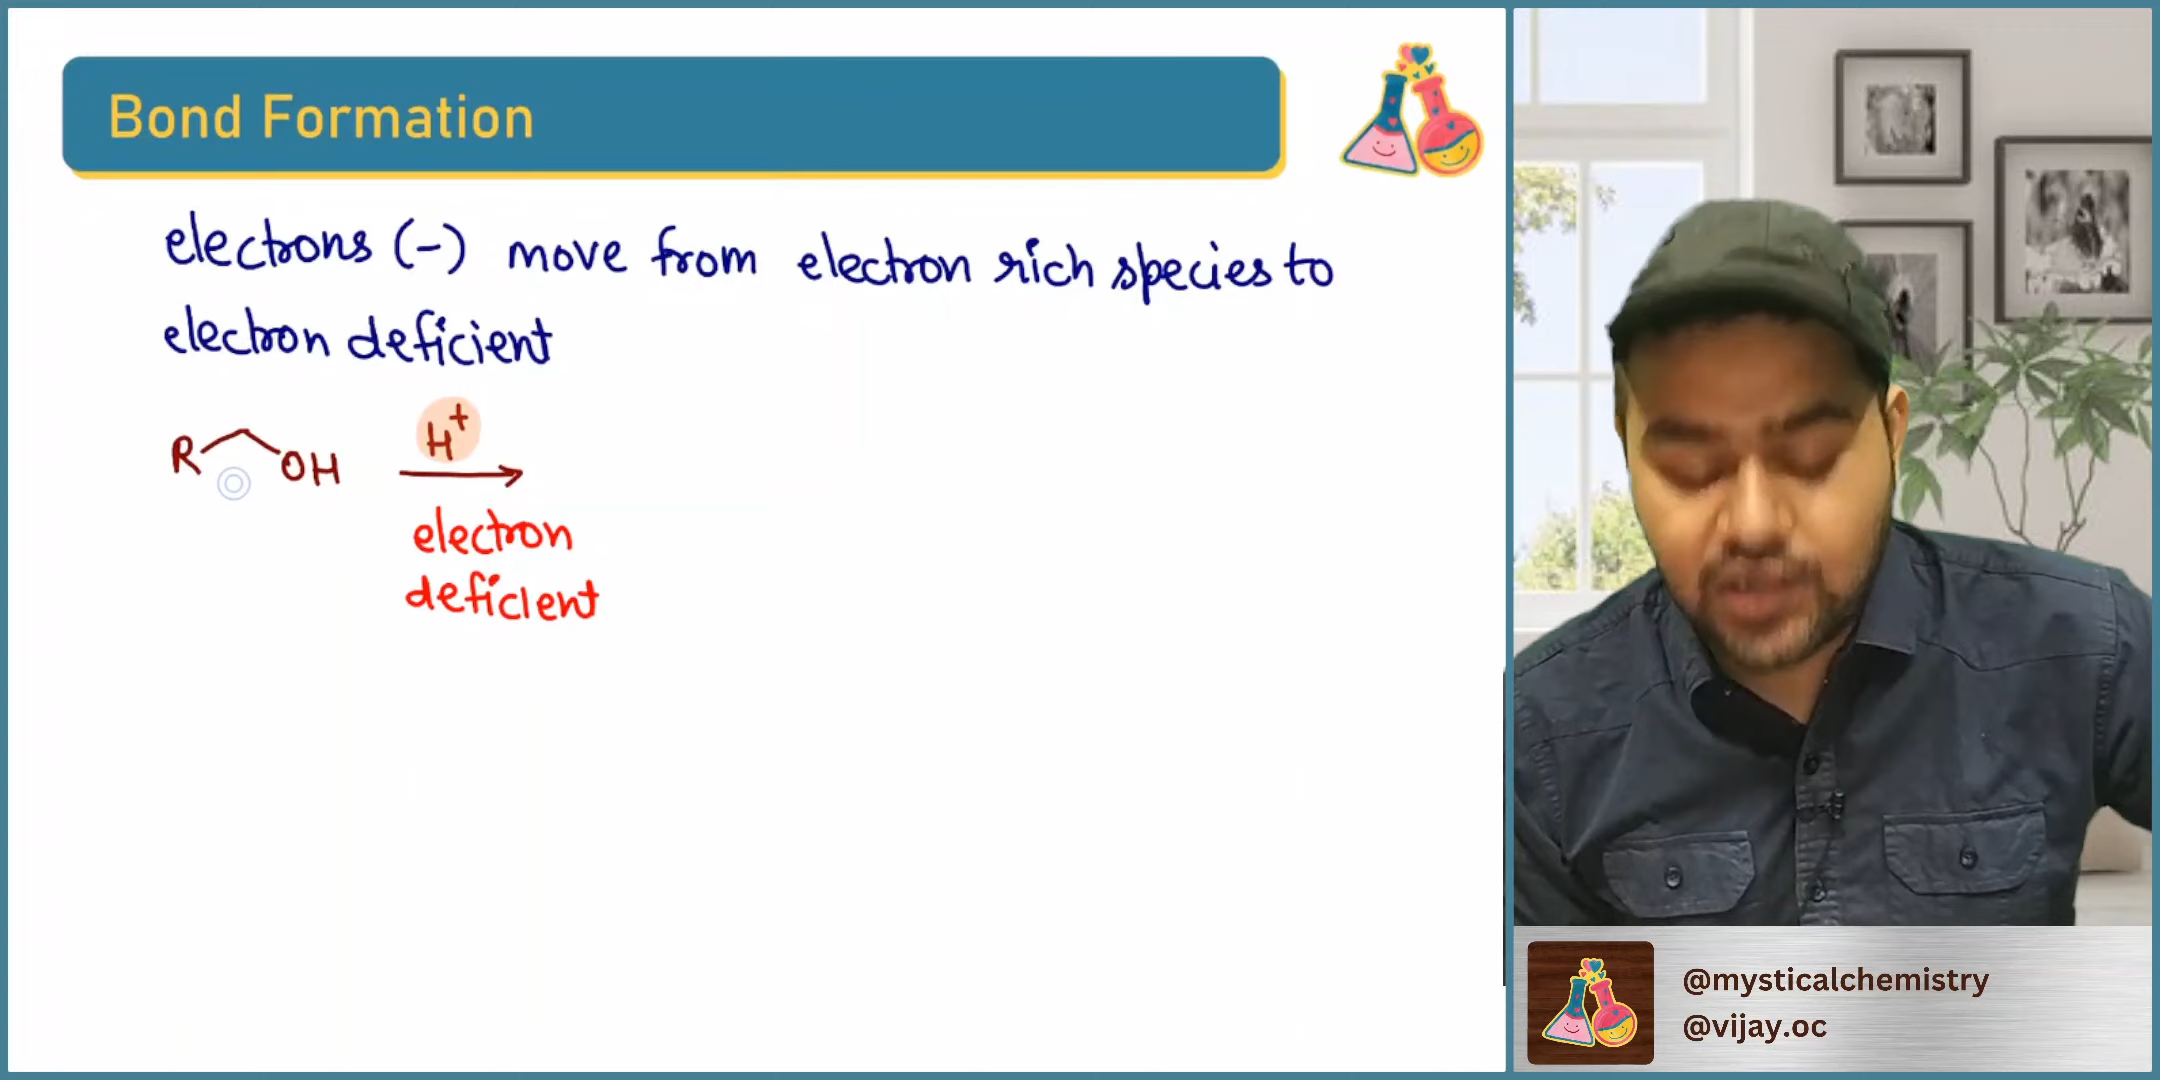 Bond Formation
electrons (-) move from electron rich species to
electron deficient
R OH H+
electron
deficient
@mysticalchemistry
@vijay.oc